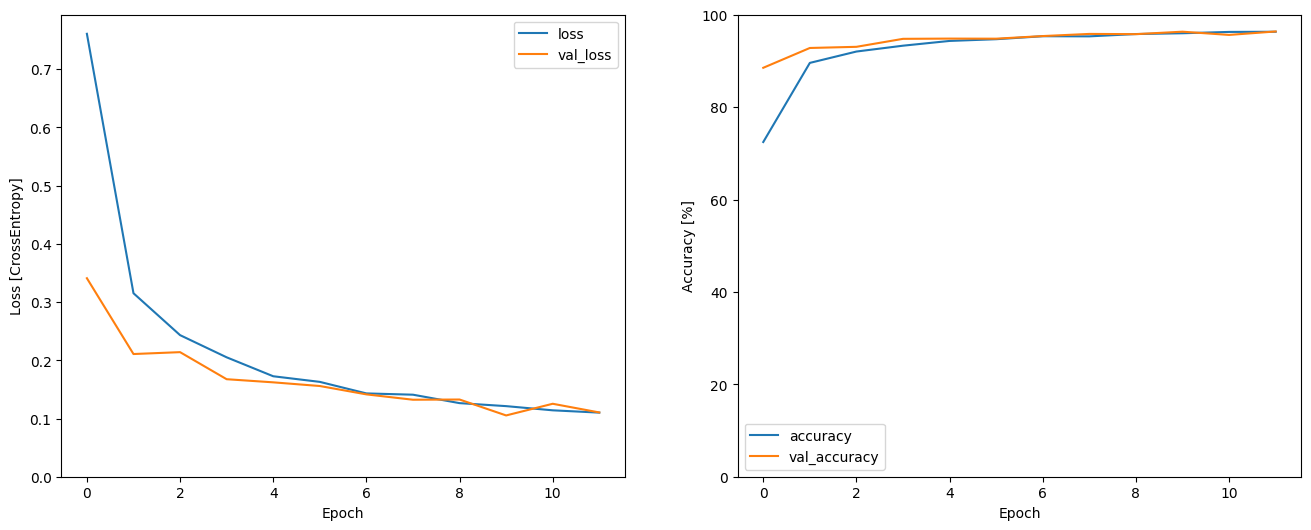 loss
val_loss
Loss [CrossEntropy]
0.7
0.6
0.5
0.4
0.3
0.2
0.1
0.0
0 2 4 6 8 10
Epoch
Accuracy [%]
100
80
60
40
20
0
accuracy
val_accuracy
0 2 4 6 8 10
Epoch